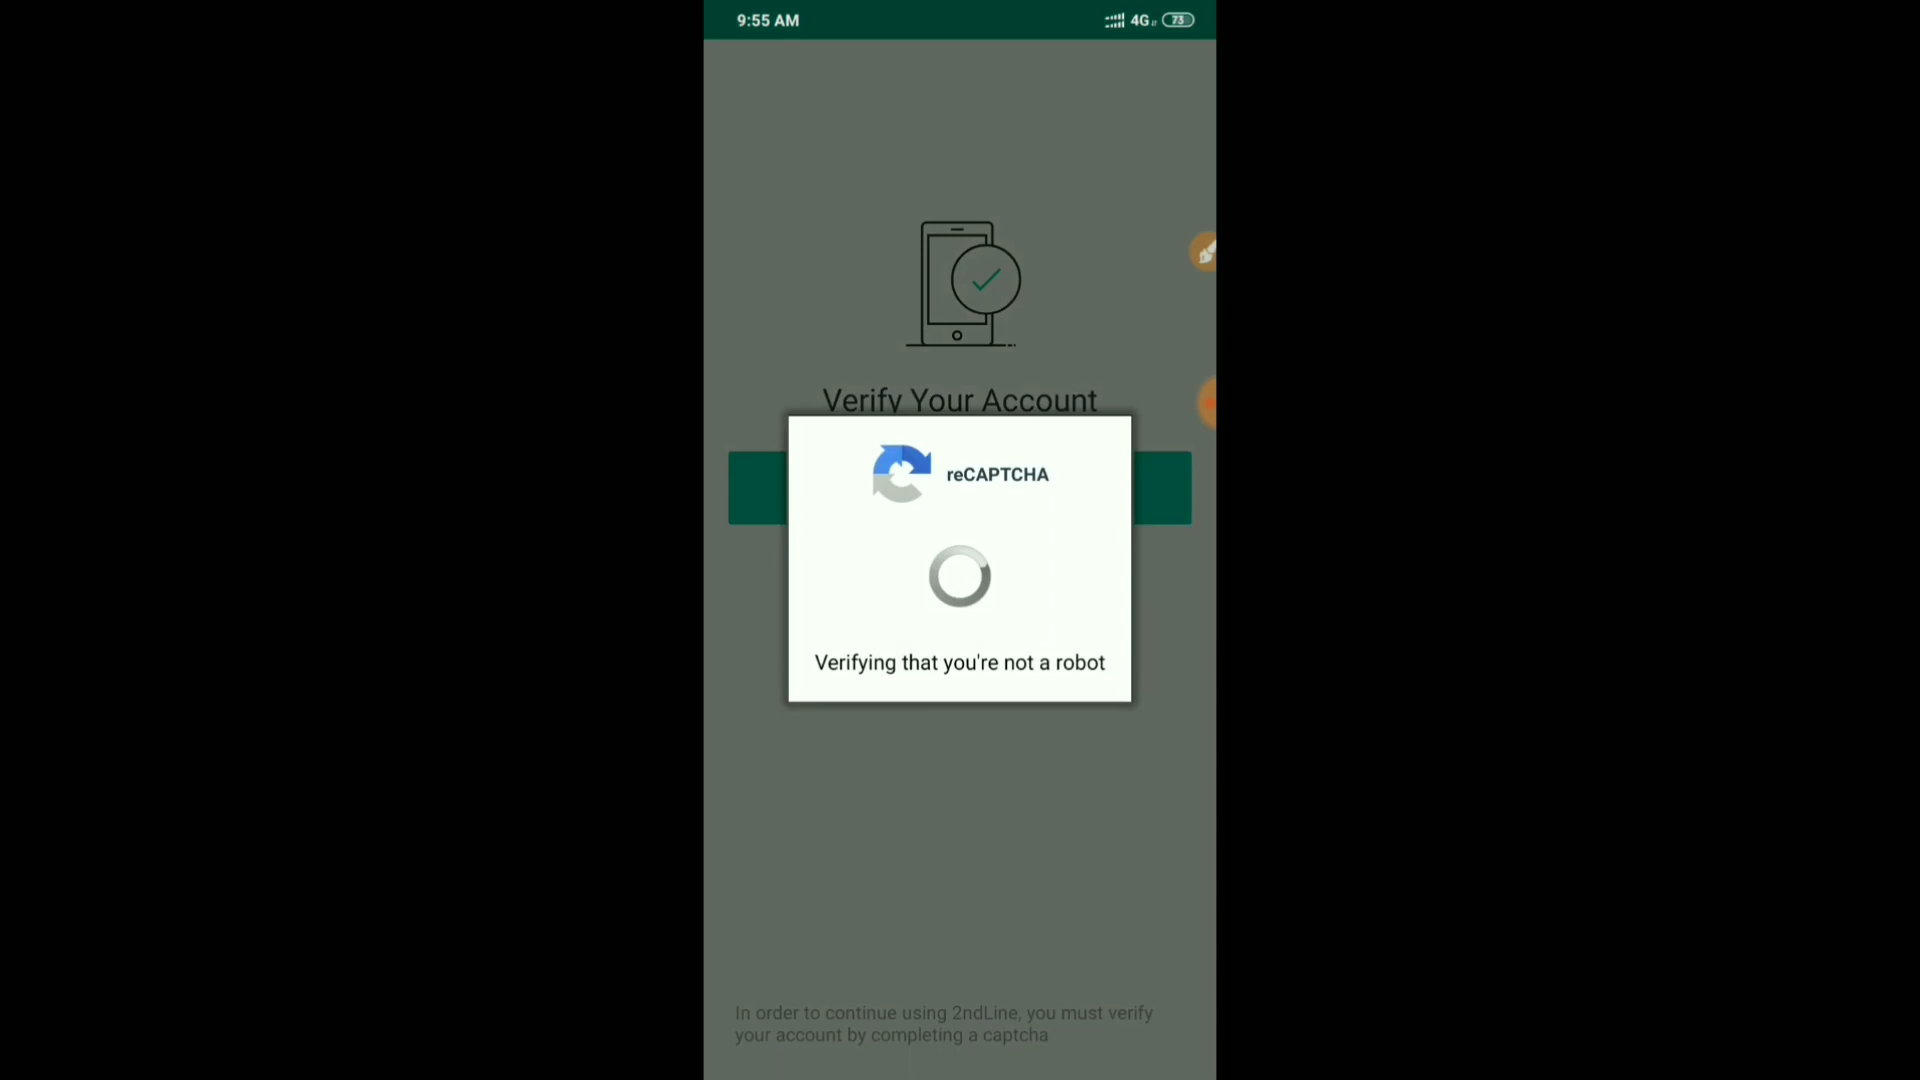 9:55 AM
4G
73
Verify Your Account
reCAPTCHA
Verifying that you're not a robot
In order to continue using 2ndLine, you must verify
your account by completing a captcha